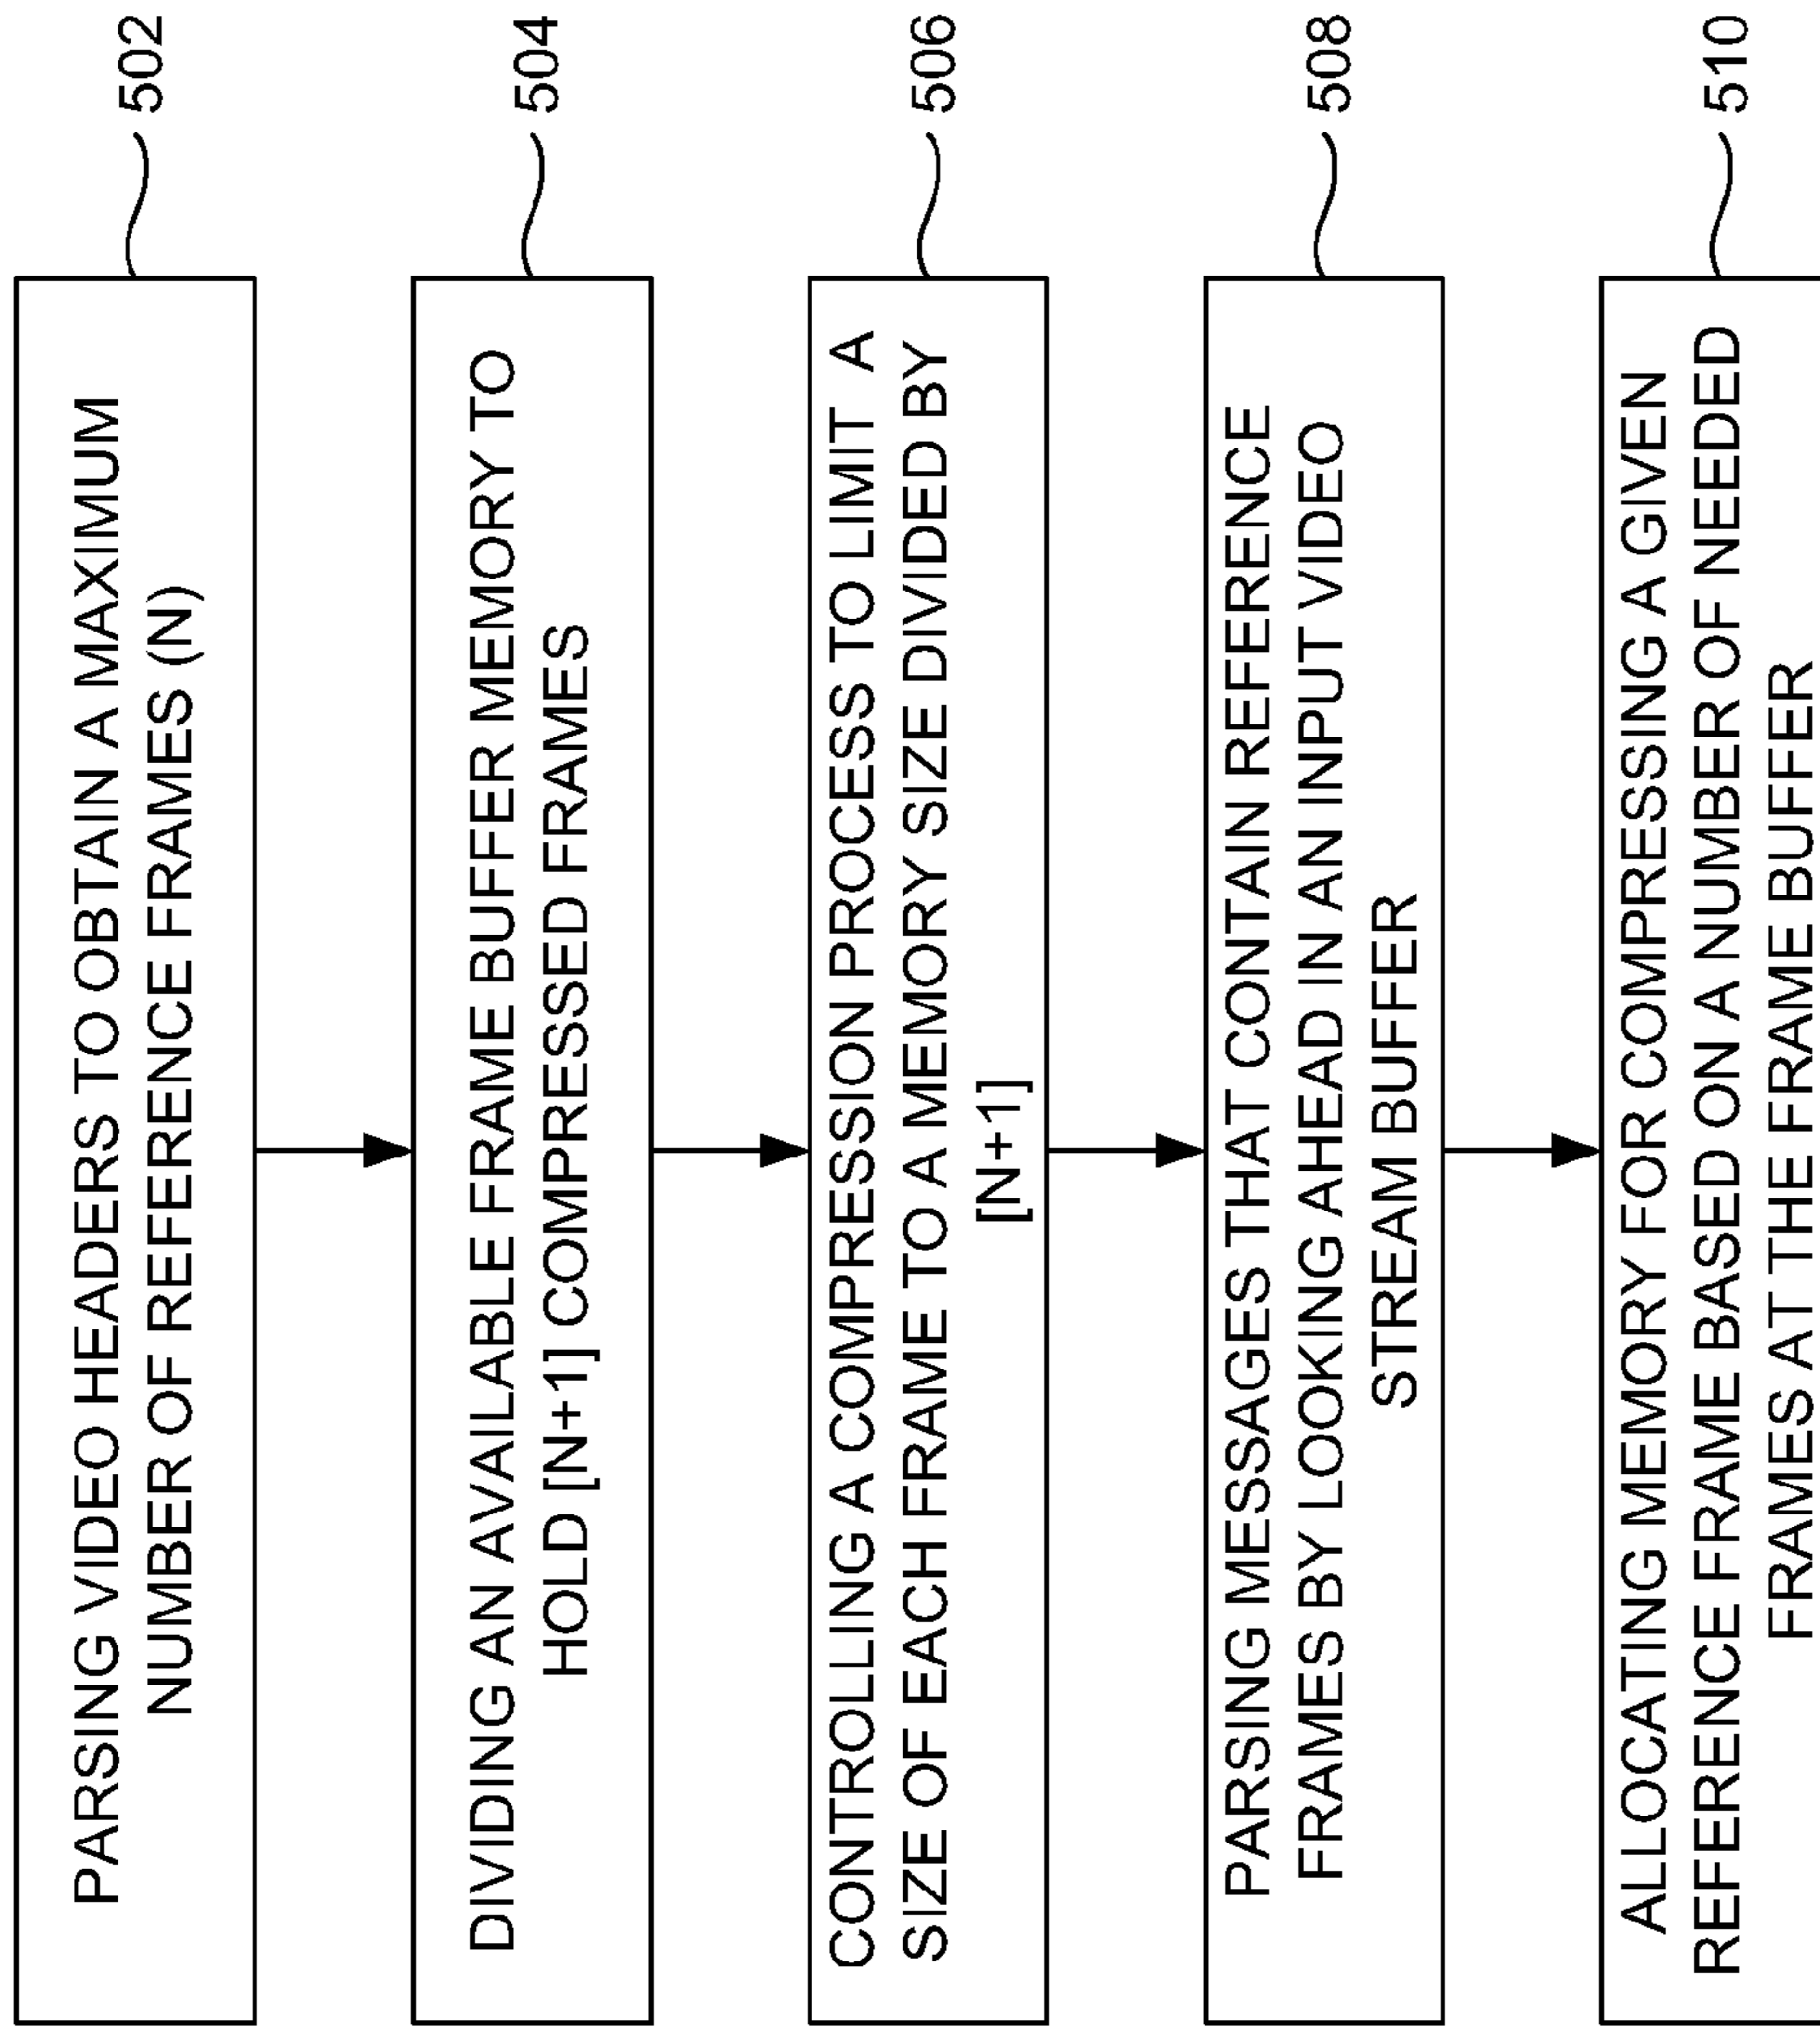 PARSING VIDEO HEADERS TO OBTAIN A MAXIMUM
NUMBER OF REFERENCE FRAMES (N)
502
DIVIDING AN AVAILABLE FRAME BUFFER MEMORY TO
HOLD [N+1] COMPRESSED FRAMES
504
CONTROLLING A COMPRESSION PROCESS TO LIMIT A
SIZE OF EACH FRAME TO A MEMORY SIZE DIVIDED BY
[N+1]
506
PARSING MESSAGES THAT CONTAIN REFERENCE
FRAMES BY LOOKING AHEAD IN AN INPUT VIDEO
STREAM BUFFER
508
ALLOCATING MEMORY FOR COMPRESSING A GIVEN
REFERENCE FRAME BASED ON A NUMBER OF NEEDED
FRAMES AT THE FRAME BUFFER
510